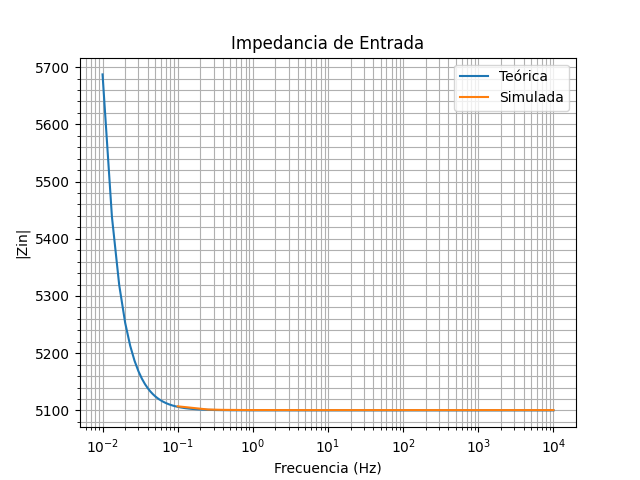 Impedancia de Entrada
Teórica
Simulada
|Zin|
5700
5600
5500
5400
5300
5200
5100
10⁻²
10⁻¹
10⁰
10¹
10²
10³
10⁴
Frecuencia (Hz)